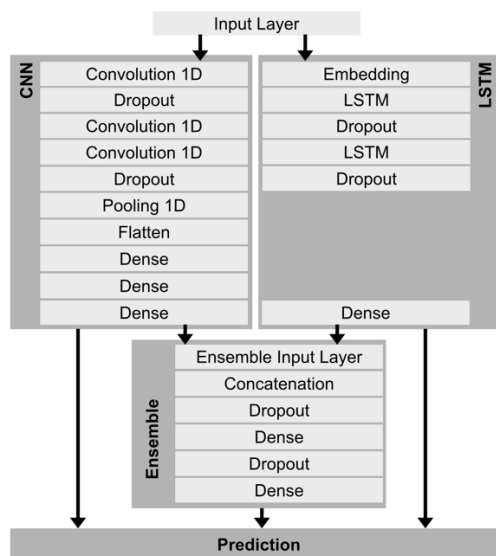 Input Layer
CNN
Convolution 1D
Dropout
Convolution 1D
Convolution 1D
Dropout
Pooling 1D
Flatten
Dense
Dense
Dense
LSTM
Embedding
LSTM
Dropout
LSTM
Dropout
Dense
Ensemble
Ensemble Input Layer
Concatenation
Dropout
Dense
Dropout
Dense
Prediction